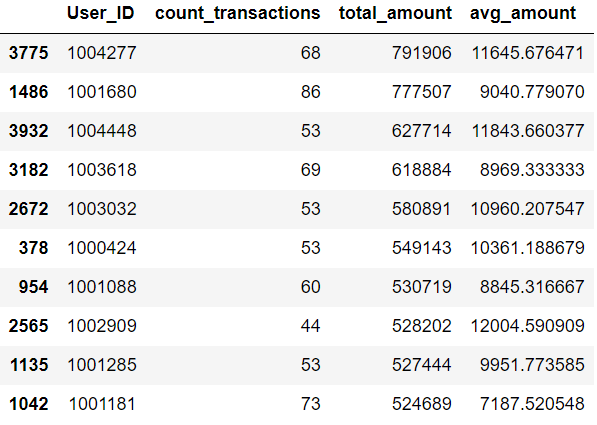 User_ID count_transactions total_amount avg_amount
3775 1004277 68 791906 11645.676471
1486 1001680 86 777507 9040.779070
3932 1004448 53 627714 11843.660377
3182 1003618 69 618884 8969.333333
2672 1003032 53 580891 10960.207547
378 1000424 53 549143 10361.188679
954 1001088 60 530719 8845.316667
2565 1002909 44 528202 12004.590909
1135 1001285 53 527444 9951.773585
1042 1001181 73 524689 7187.520548